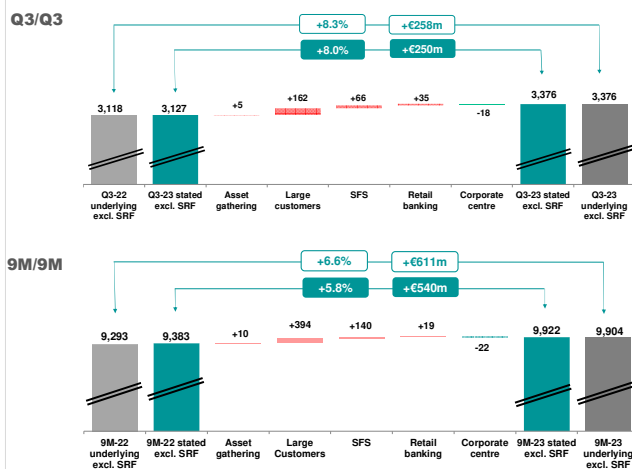 Q3/Q3
+8.3% +€258m
+8.0% +€250m
3,118 3,127 +5 +162 +66 +35 -18 3,376 3,376
Q3-22 underlying excl. SRF
Q3-23 stated excl. SRF
Asset gathering
Large customers
SFS
Retail banking
Corporate centre
Q3-23 stated excl. SRF
Q3-23 underlying excl. SRF
9M/9M
+6.6% +€611m
+5.8% +€540m
9,293 9,383 +10 +394 +140 +19 -22 9,922 9,904
9M-22 underlying excl. SRF
9M-22 stated excl. SRF
Asset gathering
Large Customers
SFS
Retail banking
Corporate centre
9M-23 stated excl. SRF
9M-23 underlying excl. SRF